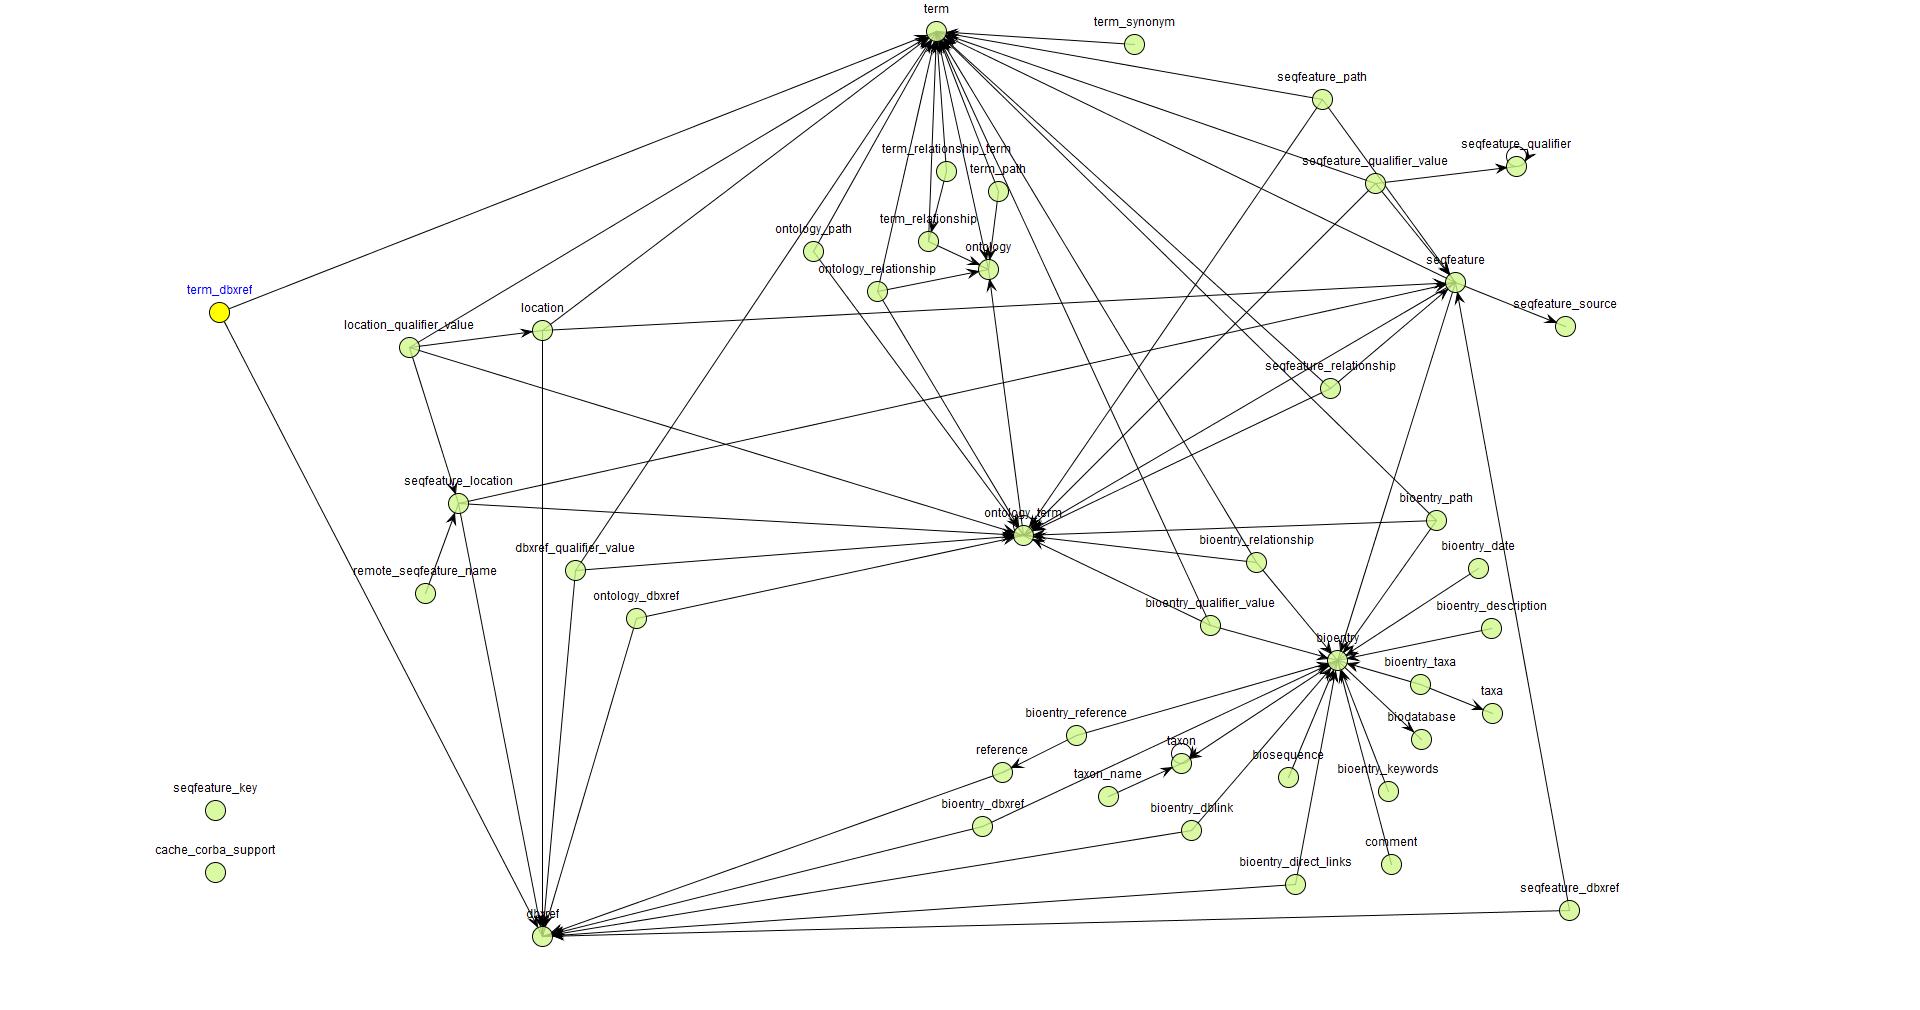 term
term_synonym
seqfeature_path
seqfeature_qualifier
term_relationship_term
seqfeature_qualifier_value
term_path
term_relationship
ontology_path
ontology
seqfeature
ontology_relationship
term_dbxref
seqfeature_source
location
location_qualifier_value
seqfeature_relationship
seqfeature_location
bioentry_path
ontology_term
bioentry_relationship
bioentry_date
dbxref_qualifier_value
remote_seqfeature_name
ontology_dbxref
bioentry_qualifier_value
bioentry_description
bioentry
bioentry_taxa
taxa
bioentry_reference
biodatabase
taxon
reference
biosequence
bioentry_keywords
taxon_name
seqfeature_key
bioentry_dbxref
bioentry_dblink
comment
cache_corba_support
bioentry_direct_links
seqfeature_dbxref
dbxref